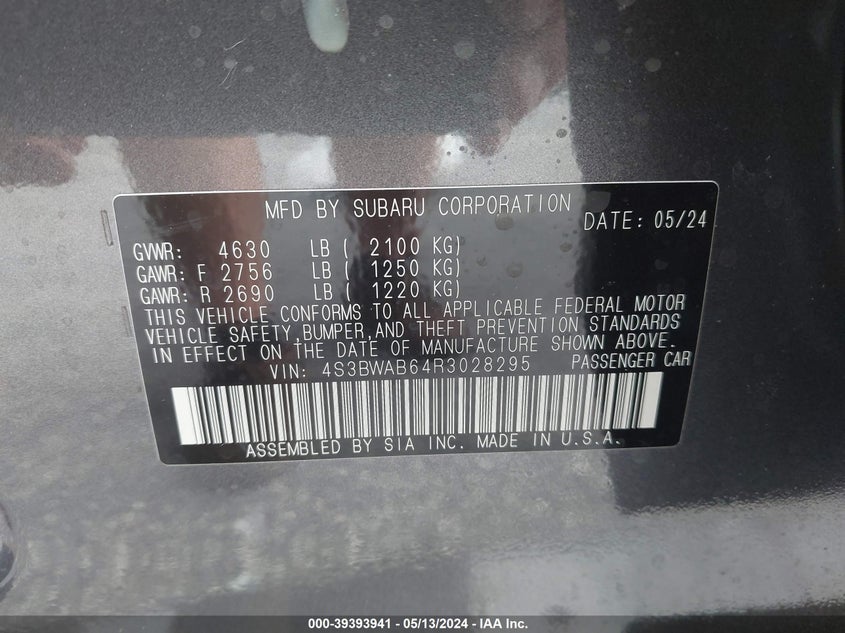 MFD BY SUBARU CORPORATION
DATE: 05/24
GVWR: 4630 LB ( 2100 KG)
GAWR: F 2756 LB ( 1250 KG)
GAWR: R 2690 LB ( 1220 KG)
THIS VEHICLE CONFORMS TO ALL APPLICABLE FEDERAL MOTOR
VEHICLE SAFETY,BUMPER,AND THEFT PREVENTION STANDARDS
IN EFFECT ON THE DATE OF MANUFACTURE SHOWN ABOVE.
VIN: 4S3BWAB64R3028295 PASSENGER CAR
ASSEMBLED BY SIA INC. MADE IN U.S.A.
000-39393941 - 05/13/2024 - IAA Inc.